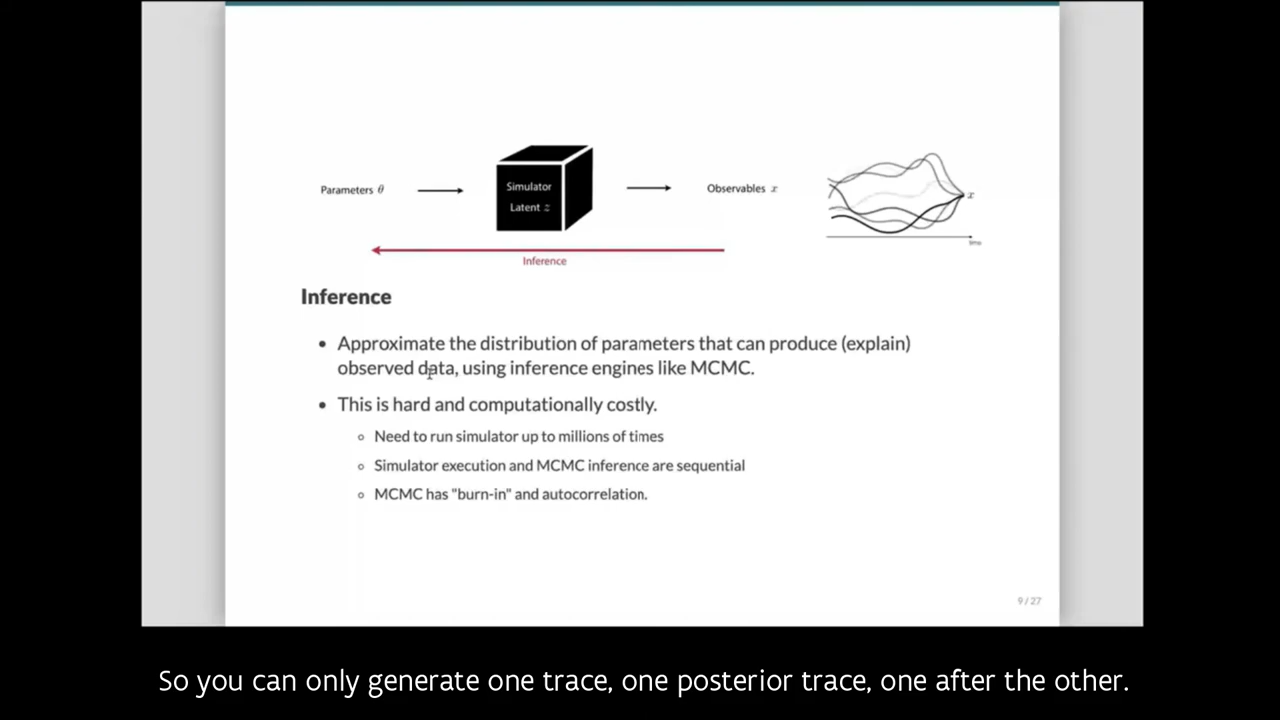 Parameters θ
Simulator
Latent z
Observables x
x
time
Inference
Inference
• Approximate the distribution of parameters that can produce (explain)
observed data, using inference engines like MCMC.
• This is hard and computationally costly.
◦ Need to run simulator up to millions of times
◦ Simulator execution and MCMC inference are sequential
◦ MCMC has "burn-in" and autocorrelation.
9 / 27
So you can only generate one trace, one posterior trace, one after the other.